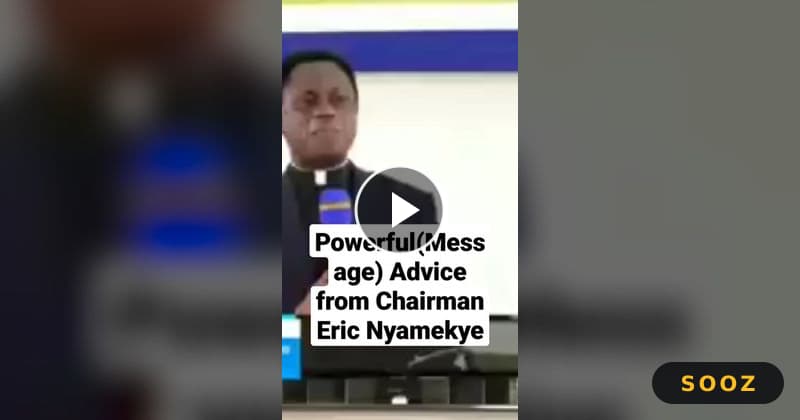 Powerful(Mess
age) Advice
from Chairman
Eric Nyamekye
SOOZ